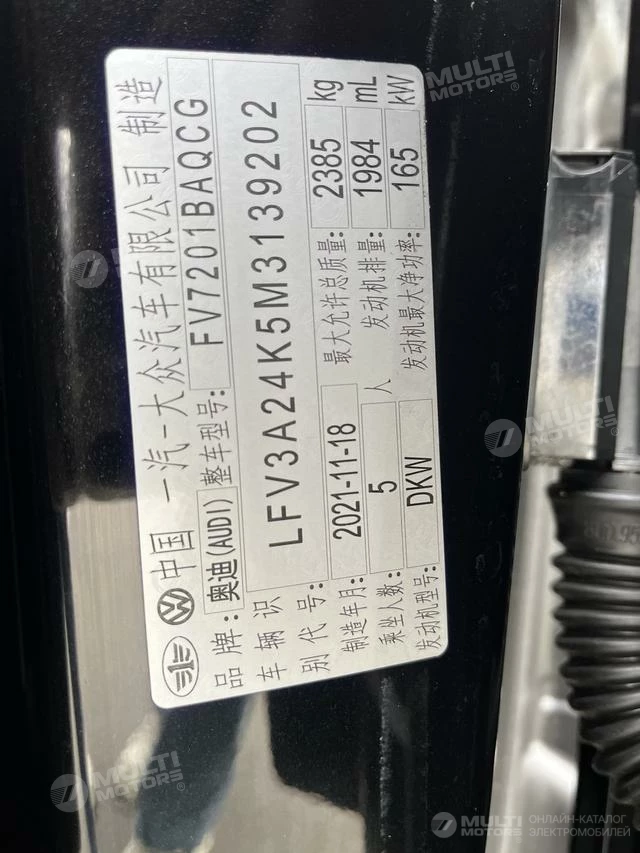 中国 一汽-大众汽车有限公司 制造
品牌:奥迪(AUDI) 整车型号: FV7201BAQCG
车辆识别代号: LFV3A24K5M3139202
制造年月: 2021-11-18 最大允许总质量: 2385 kg
乘坐人数: 5 人 发动机排量: 1984 mL
发动机型号: DKW 发动机最大净功率: 165 kW
MULTI
MOTORS
MULTI
MOTORS
MULTI
MOTORS
MULTI
MOTORS
MULTI MOTORS ОНЛАЙН-КАТАЛОГ ЭЛЕКТРОМОБИЛЕЙ